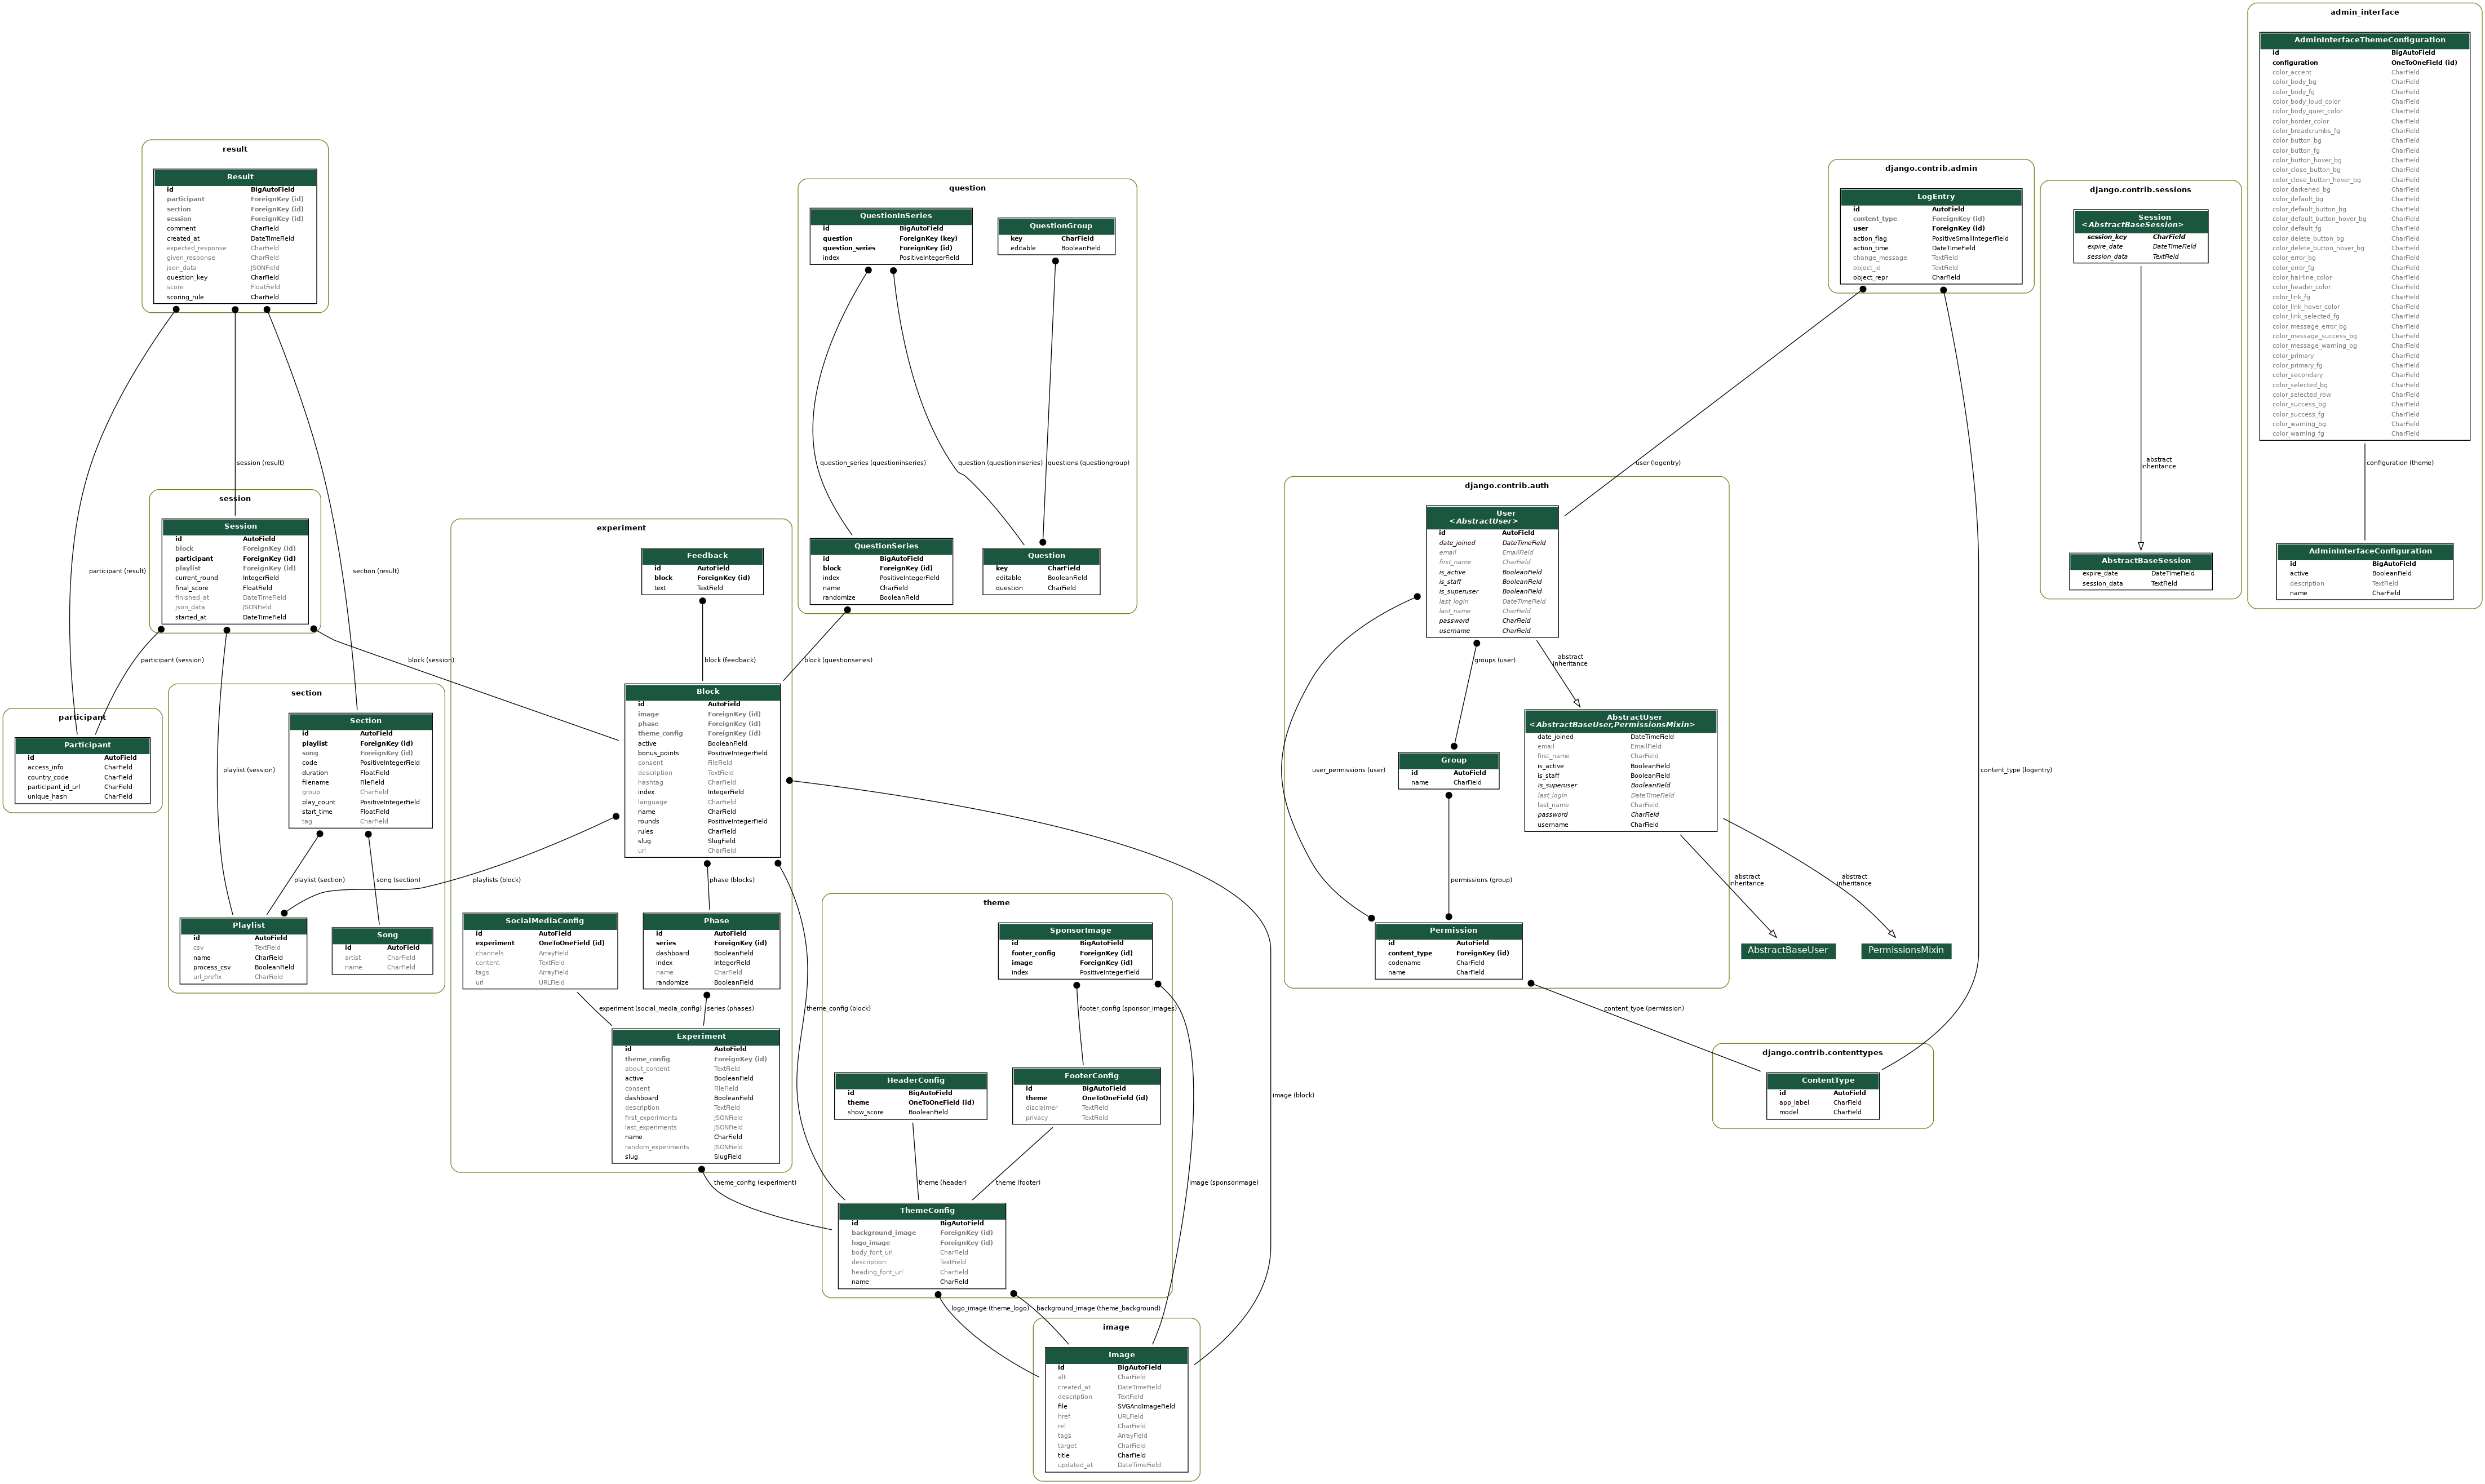 admin_interface
AdminInterfaceThemeConfiguration
id BigAutoField
configuration OneToOneField (id)
color_accent CharField
color_body_bg CharField
color_body_fg CharField
color_body_loud_color CharField
color_body_quiet_color CharField
color_border_color CharField
color_breadcrumbs_fg CharField
color_button_bg CharField
color_button_fg CharField
color_button_hover_bg CharField
color_close_button_bg CharField
color_close_button_hover_bg CharField
color_darkened_bg CharField
color_default_bg CharField
color_default_button_bg CharField
color_default_button_hover_bg CharField
color_default_fg CharField
color_delete_button_bg CharField
color_delete_button_hover_bg CharField
color_error_bg CharField
color_error_fg CharField
color_hairline_color CharField
color_header_color CharField
color_link_fg CharField
color_link_hover_color CharField
color_link_selected_fg CharField
color_message_error_bg CharField
color_message_success_bg CharField
color_message_warning_bg CharField
color_primary CharField
color_primary_fg CharField
color_secondary CharField
color_selected_bg CharField
color_selected_row CharField
color_success_bg CharField
color_success_fg CharField
color_warning_bg CharField
color_warning_fg CharField
configuration (theme)
AdminInterfaceConfiguration
id BigAutoField
active BooleanField
description TextField
name CharField
result
Result
id BigAutoField
participant ForeignKey (id)
section ForeignKey (id)
session ForeignKey (id)
comment CharField
created_at DateTimeField
expected_response CharField
given_response CharField
json_data JSONField
question_key CharField
score FloatField
scoring_rule CharField
session (result)
participant (result)
section (result)
session
Session
id AutoField
block ForeignKey (id)
participant ForeignKey (id)
playlist ForeignKey (id)
current_round IntegerField
final_score FloatField
finished_at DateTimeField
json_data JSONField
started_at DateTimeField
participant (session)
block (session)
playlist (session)
participant
Participant
id AutoField
access_info CharField
country_code CharField
participant_id_url CharField
unique_hash CharField
section
Section
id AutoField
playlist ForeignKey (id)
song ForeignKey (id)
code PositiveIntegerField
duration FloatField
filename FileField
group CharField
play_count PositiveIntegerField
start_time FloatField
tag CharField
playlist (section)
song (section)
playlists (block)
Playlist
id AutoField
csv TextField
name CharField
process_csv BooleanField
url_prefix CharField
Song
id AutoField
artist CharField
name CharField
question
QuestionInSeries
id BigAutoField
question ForeignKey (key)
question_series ForeignKey (id)
index PositiveIntegerField
QuestionGroup
key CharField
editable BooleanField
question_series (questioninseries)
question (questioninseries)
questions (questiongroup)
QuestionSeries
id BigAutoField
block ForeignKey (id)
index PositiveIntegerField
name CharField
randomize BooleanField
Question
key CharField
editable BooleanField
question CharField
block (questionseries)
experiment
Feedback
id AutoField
block ForeignKey (id)
text TextField
block (feedback)
Block
id AutoField
image ForeignKey (id)
phase ForeignKey (id)
theme_config ForeignKey (id)
active BooleanField
bonus_points PositiveIntegerField
consent FileField
description TextField
hashtag CharField
index IntegerField
language CharField
name CharField
rounds PositiveIntegerField
rules CharField
slug SlugField
url CharField
phase (blocks)
SocialMediaConfig
id AutoField
experiment OneToOneField (id)
channels ArrayField
content TextField
tags ArrayField
url URLField
Phase
id AutoField
series ForeignKey (id)
dashboard BooleanField
index IntegerField
name CharField
randomize BooleanField
experiment (social_media_config)
series (phases)
theme_config (block)
Experiment
id AutoField
theme_config ForeignKey (id)
about_content TextField
active BooleanField
consent FileField
dashboard BooleanField
description TextField
first_experiments JSONField
last_experiments JSONField
name CharField
random_experiments JSONField
slug SlugField
theme_config (experiment)
theme
SponsorImage
id BigAutoField
footer_config ForeignKey (id)
image ForeignKey (id)
index PositiveIntegerField
footer_config (sponsor_images)
HeaderConfig
id BigAutoField
theme OneToOneField (id)
show_score BooleanField
FooterConfig
id BigAutoField
theme OneToOneField (id)
disclaimer TextField
privacy TextField
theme (header)
theme (footer)
image (sponsorimage)
image (block)
ThemeConfig
id BigAutoField
background_image ForeignKey (id)
logo_image ForeignKey (id)
body_font_url CharField
description TextField
heading_font_url CharField
name CharField
logo_image (theme_logo)
background_image (theme_background)
image
Image
id BigAutoField
alt CharField
created_at DateTimeField
description TextField
file SVGAndImageField
href URLField
rel CharField
tags ArrayField
target CharField
title CharField
updated_at DateTimeField
django.contrib.admin
LogEntry
id AutoField
content_type ForeignKey (id)
user ForeignKey (id)
action_flag PositiveSmallIntegerField
action_time DateTimeField
change_message TextField
object_id TextField
object_repr CharField
user (logentry)
content_type (logentry)
django.contrib.sessions
Session
<AbstractBaseSession>
session_key CharField
expire_date DateTimeField
session_data TextField
abstract
inheritance
AbstractBaseSession
expire_date DateTimeField
session_data TextField
django.contrib.auth
User
<AbstractUser>
id AutoField
date_joined DateTimeField
email EmailField
first_name CharField
is_active BooleanField
is_staff BooleanField
is_superuser BooleanField
last_login DateTimeField
last_name CharField
password CharField
username CharField
groups (user)
abstract
inheritance
user_permissions (user)
AbstractUser
<AbstractBaseUser,PermissionsMixin>
date_joined DateTimeField
email EmailField
first_name CharField
is_active BooleanField
is_staff BooleanField
is_superuser BooleanField
last_login DateTimeField
last_name CharField
password CharField
username CharField
Group
id AutoField
name CharField
permissions (group)
abstract
inheritance
abstract
inheritance
Permission
id AutoField
content_type ForeignKey (id)
codename CharField
name CharField
AbstractBaseUser
PermissionsMixin
content_type (permission)
django.contrib.contenttypes
ContentType
id AutoField
app_label CharField
model CharField